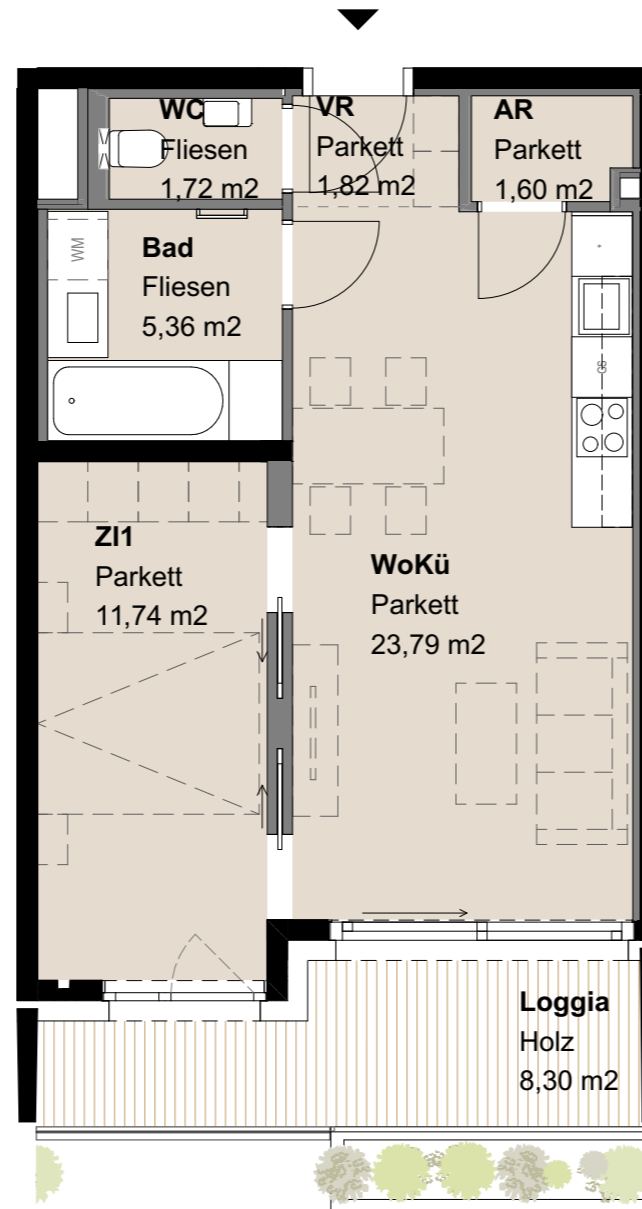 WC
Fliesen
1,72 m2
VR
Parkett
1,82 m2
AR
Parkett
1,60 m2
WM
Bad
Fliesen
5,36 m2
GS
ZI1
Parkett
11,74 m2
WoKü
Parkett
23,79 m2
Loggia
Holz
8,30 m2